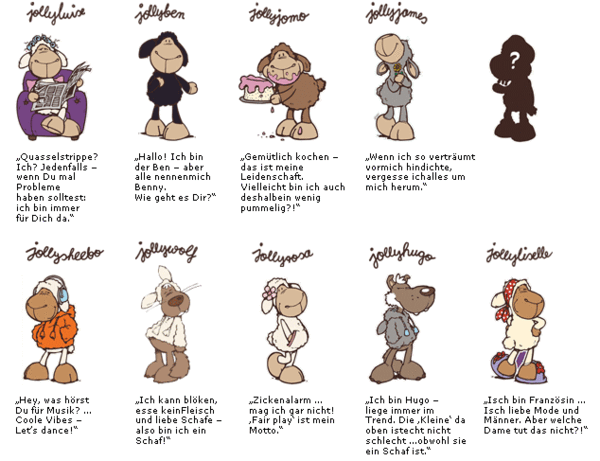 jollyluise
jollyben
jollyjomo
jollyjames
?
„Quasselstrippe?
Ich? Jedenfalls –
wenn Du mal
Probleme
haben solltest:
ich bin immer
für Dich da.“
„Hallo! Ich bin
der Ben – aber
alle nennenmich
Benny.
Wie geht es Dir?“
„Gemütlich kochen –
das ist meine
Leidenschaft.
Vielleicht bin ich auch
deshalbein wenig
pummelig?!“
„Wenn ich so verträumt
vormich hindichte,
vergesse ichalles um
mich herum.“
jollysheebo
jollywolf
jollyrosa
jollyhugo
jollyliselle
„Hey, was hörst
Du für Musik? ...
Coole Vibes –
Let’s dance!“
„Ich kann blöken,
esse keinFleisch
und liebe Schafe –
also bin ich ein
Schaf!“
„Zickenalarm ...
mag ich gar nicht!
‚Fair play‘ ist mein
Motto.“
„Ich bin Hugo –
liege immer im
Trend. Die ‚Kleine‘ da
oben istecht nicht
schlecht ...obwohl sie
ein Schaf ist.“
„Isch bin Französin ...
Isch liebe Mode und
Männer. Aber welche
Dame tut das nicht?!“